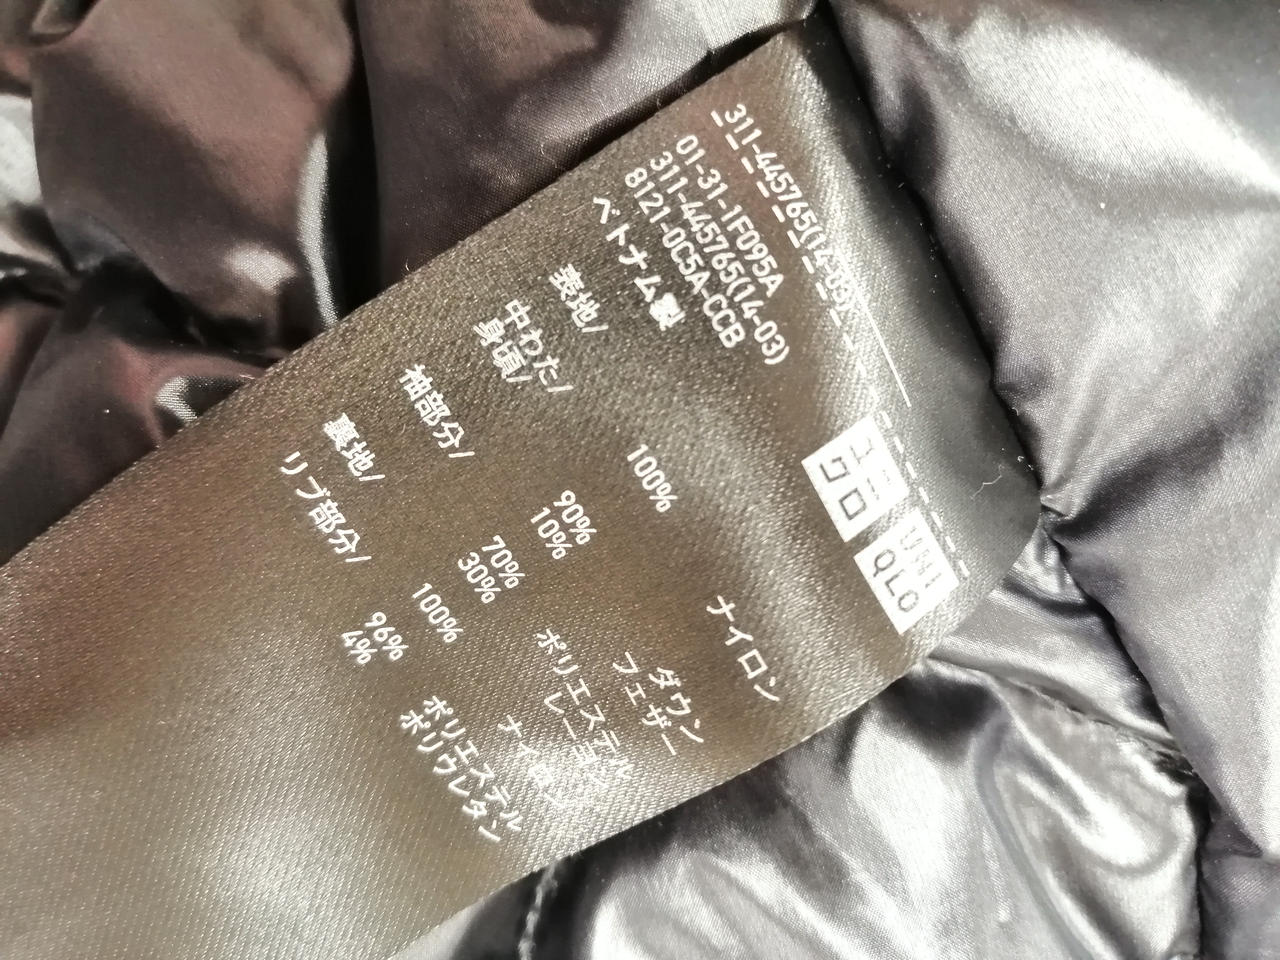 311-445765(14-03)
ユニ
クロ
UNI
QLO
01-31-1F095A
311-445765(14-03)
8121-0C5A-CCB
ベトナム製
表地/ 100% ナイロン
中わた/
身頃/ 90% ダウン
10% フェザー
袖部分/ 70% ポリエステル
30% レーヨン
裏地/ 100% ナイロン
リブ部分/ 96% ポリエステル
4% ポリウレタン